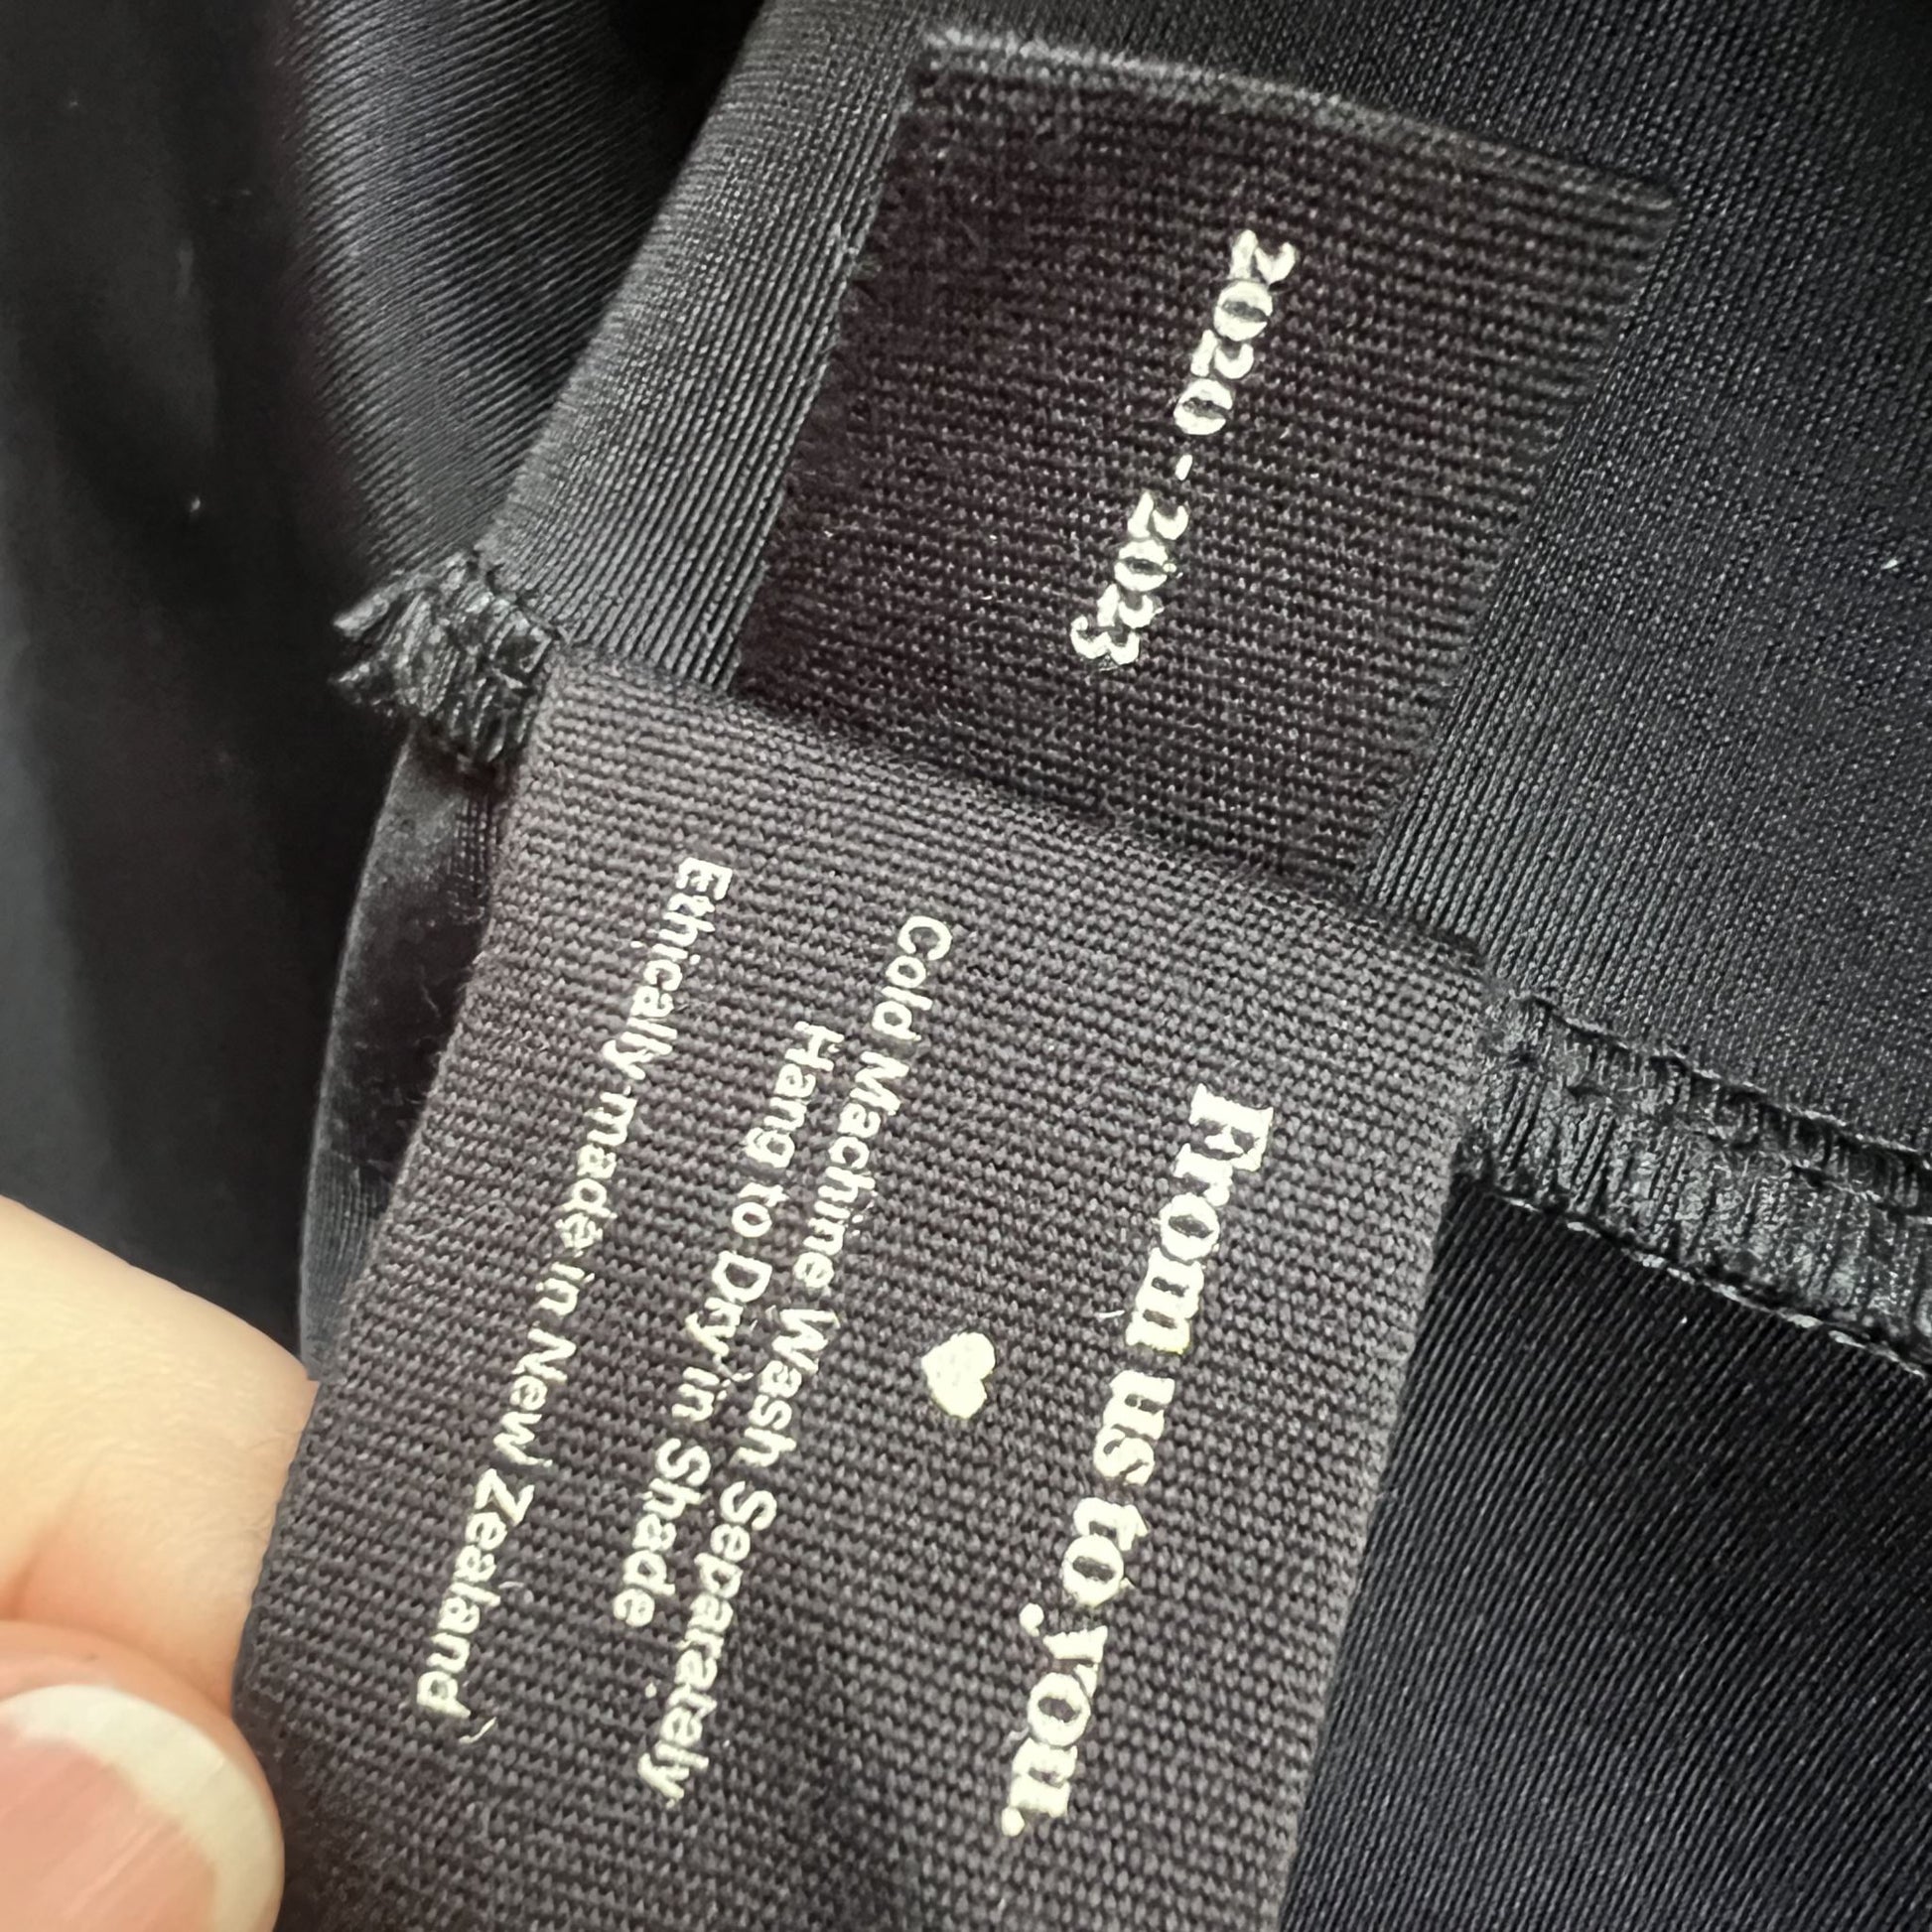 2020 - 2023
From us to you.
Cold Machine Wash Separately
Hang to Dry in Shade
Ethically made in New Zealand